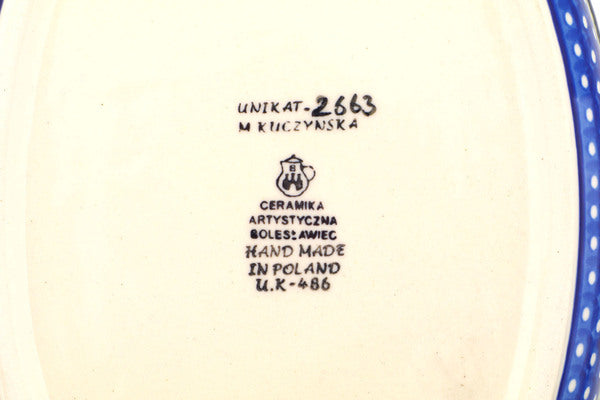 UNIKAT-2663
M KUCZYNSKA
CERAMIKA
ARTYSTYCZNA
BOLESŁAWIEC
HAND MADE
IN POLAND
U.K-486